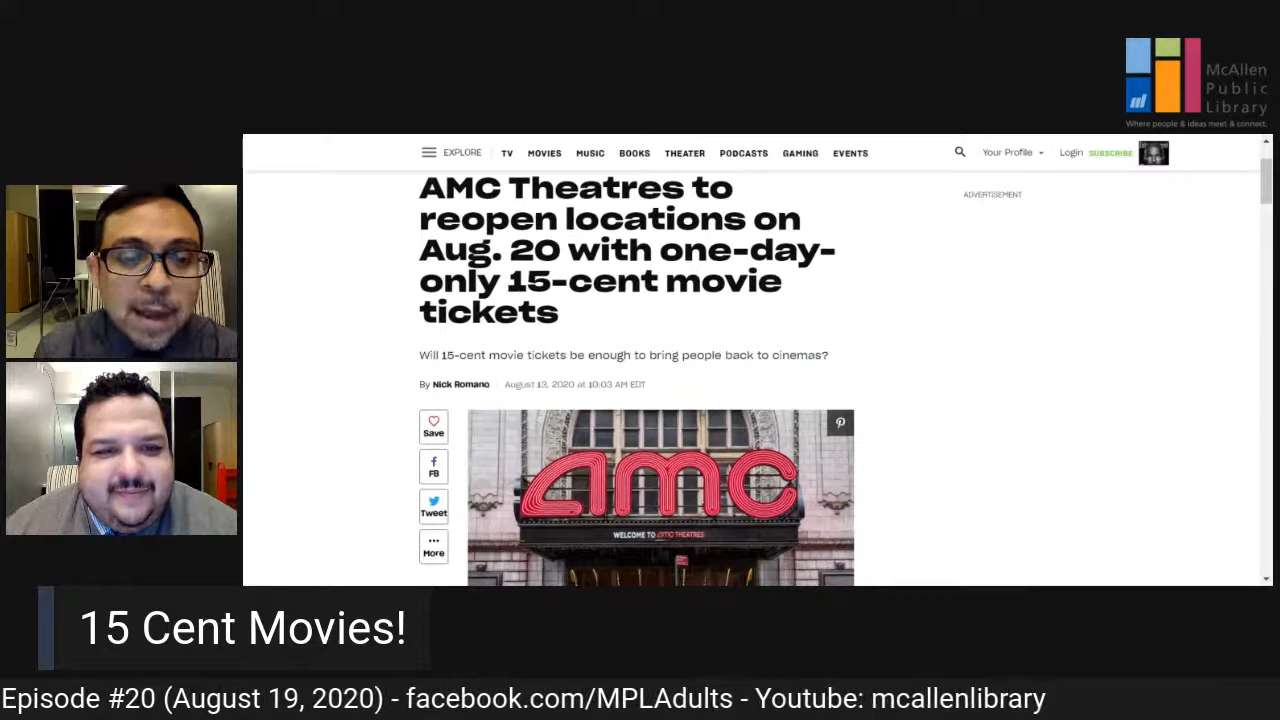 McAllen
Public
Library
Where people & ideas meet & connect.
EXPLORE TV MOVIES MUSIC BOOKS THEATER PODCASTS GAMING EVENTS Your Profile Login SUBSCRIBE
AMC Theatres to
reopen locations on
Aug. 20 with one-day-
only 15-cent movie
tickets
ADVERTISEMENT
Will 15-cent movie tickets be enough to bring people back to cinemas?
By Nick Romano August 13, 2020 at 10:03 AM EDT
Save
FB
Tweet
More
amc
WELCOME TO amc THEATRES
15 Cent Movies!
Episode #20 (August 19, 2020) - facebook.com/MPLAdults - Youtube: mcallenlibrary